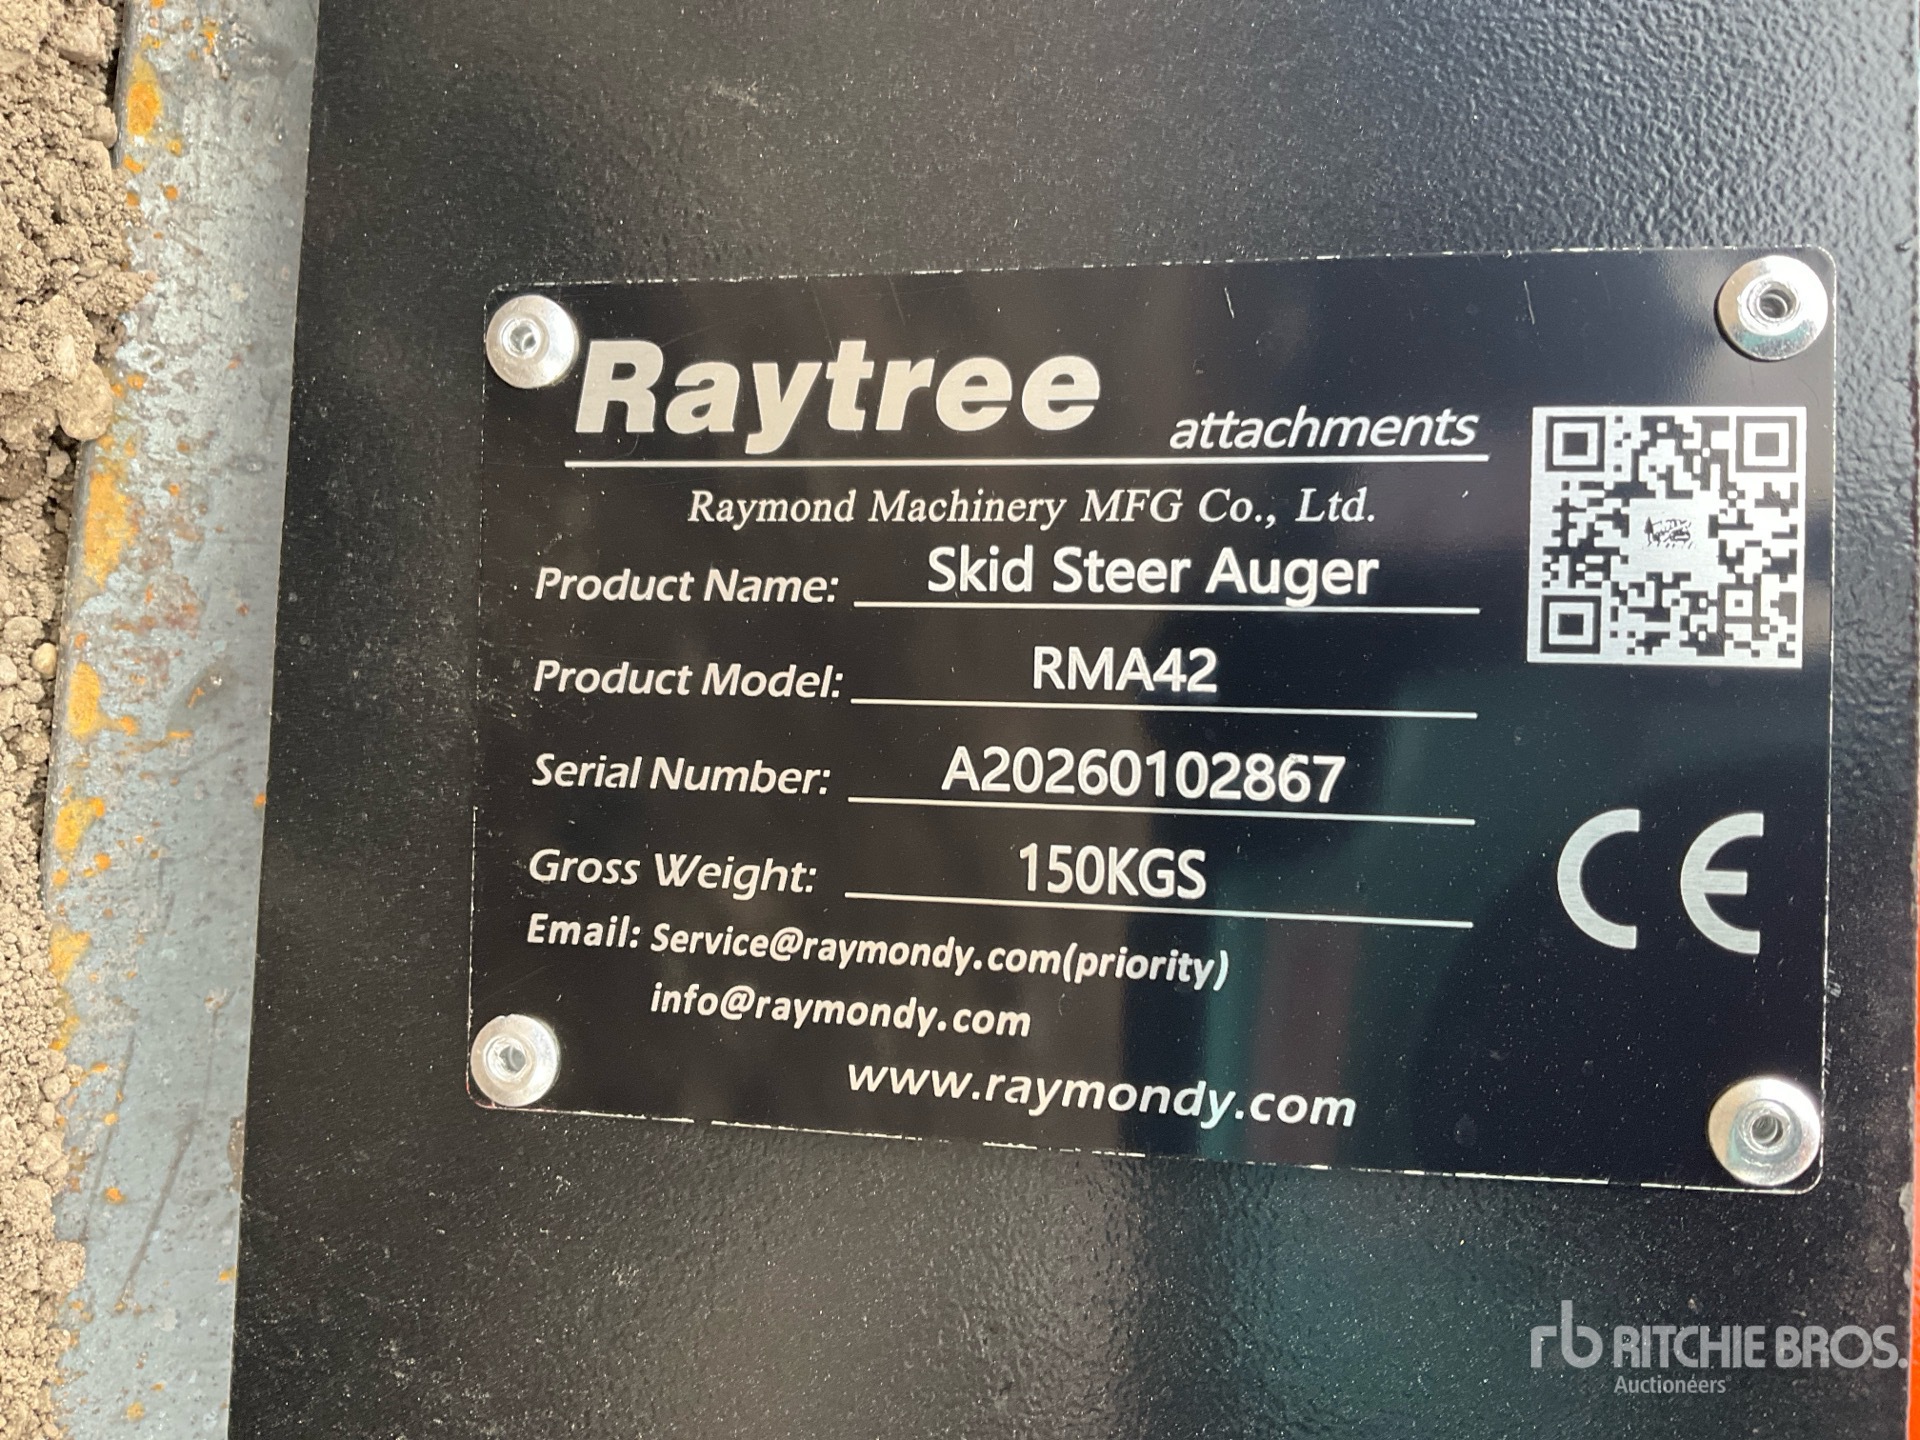 Raytree attachments
Raymond Machinery MFG Co., Ltd.
Product Name: Skid Steer Auger
Product Model: RMA42
Serial Number: A20260102867
Gross Weight: 150KGS
Email: Service@raymondy.com(priority)
info@raymondy.com
www.raymondy.com
CE
rb RITCHIE BROS.
Auctioneers